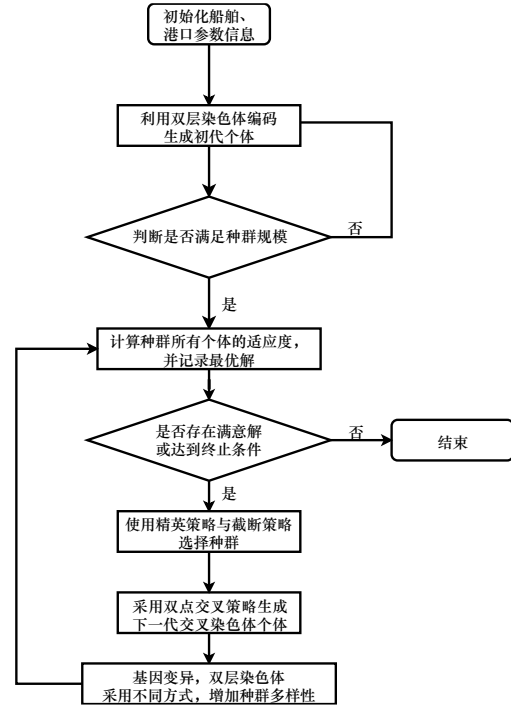 初始化船舶、
港口参数信息
利用双层染色体编码
生成初代个体
判断是否满足种群规模
否
是
计算种群所有个体的适应度，
并记录最优解
是否存在满意解
或达到终止条件
否
结束
是
使用精英策略与截断策略
选择种群
采用双点交叉策略生成
下一代交叉染色体个体
基因变异，双层染色体
采用不同方式，增加种群多样性